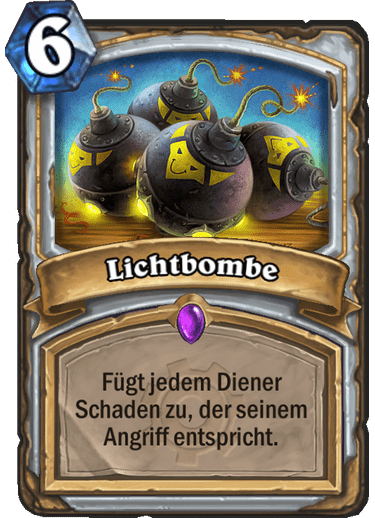 6
Lichtbombe
Fügt jedem Diener
Schaden zu, der seinem
Angriff entspricht.